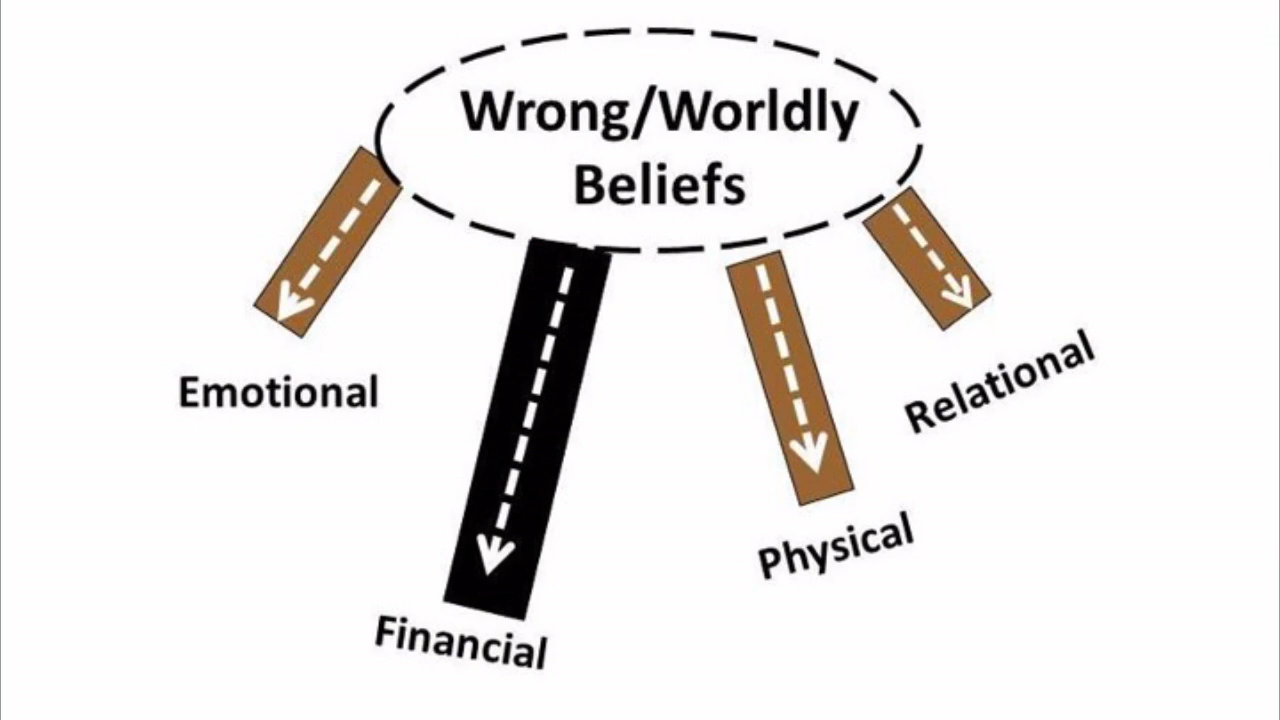 Wrong/Worldly
Beliefs
Emotional
Relational
Physical
Financial